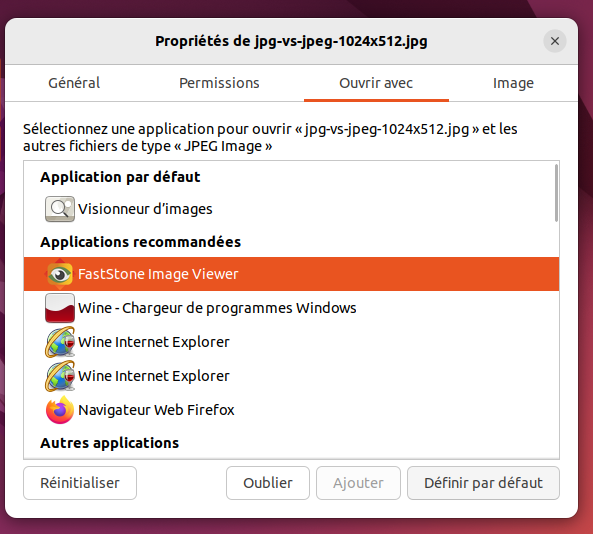 Propriétés de jpg-vs-jpeg-1024x512.jpg
Général
Permissions
Ouvrir avec
Image
Sélectionnez une application pour ouvrir « jpg-vs-jpeg-1024x512.jpg » et les
autres fichiers de type « JPEG Image »
Application par défaut
Visionneur d’images
Applications recommandées
FastStone Image Viewer
Wine - Chargeur de programmes Windows
Wine Internet Explorer
Wine Internet Explorer
Navigateur Web Firefox
Autres applications
Réinitialiser
Oublier
Ajouter
Définir par défaut